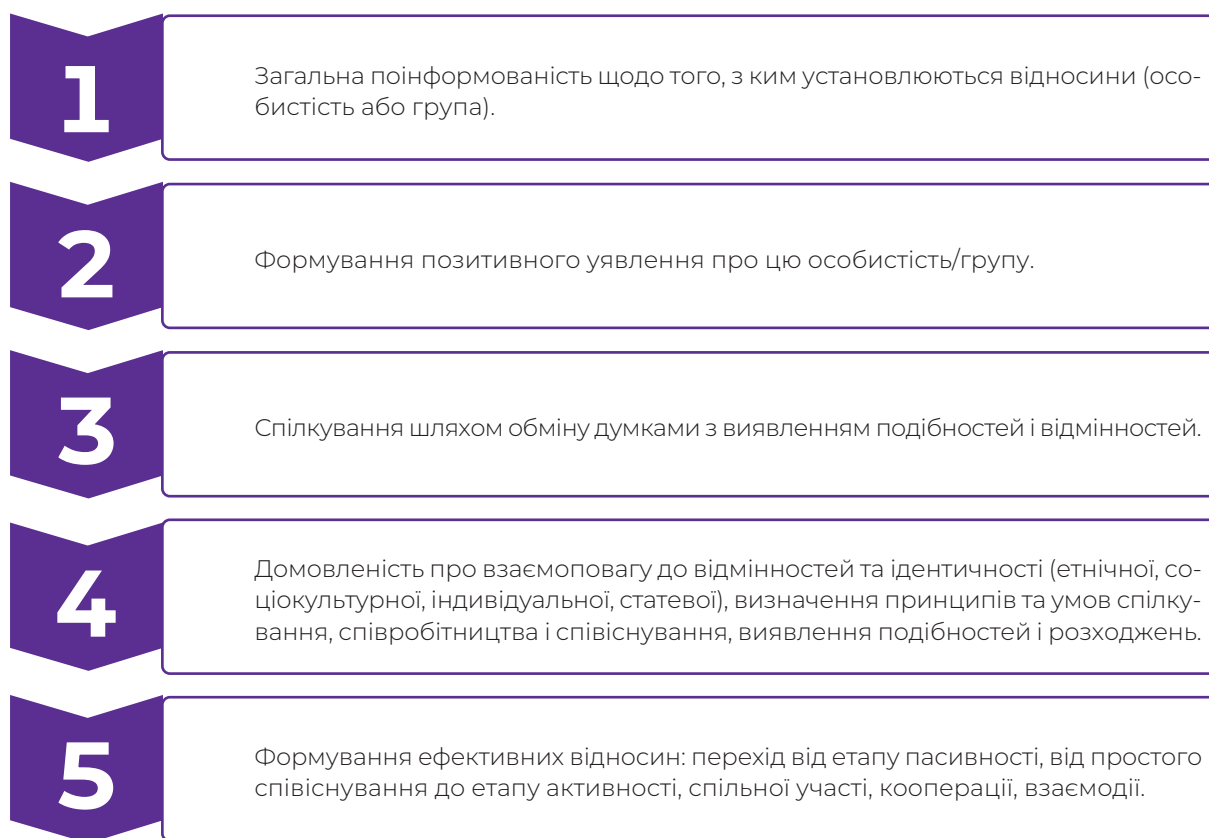 1
Загальна поінформованість щодо того, з ким установлюються відносини (осо-
бистість або група).
2
Формування позитивного уявлення про цю особистість/групу.
3
Спілкування шляхом обміну думками з виявленням подібностей і відмінностей.
4
Домовленість про взаємоповагу до відмінностей та ідентичності (етнічної, со-
ціокультурної, індивідуальної, статевої), визначення принципів та умов спілку-
вання, співробітництва і співіснування, виявлення подібностей і розходжень.
5
Формування ефективних відносин: перехід від етапу пасивності, від простого
співіснування до етапу активності, спільної участі, кооперації, взаємодії.